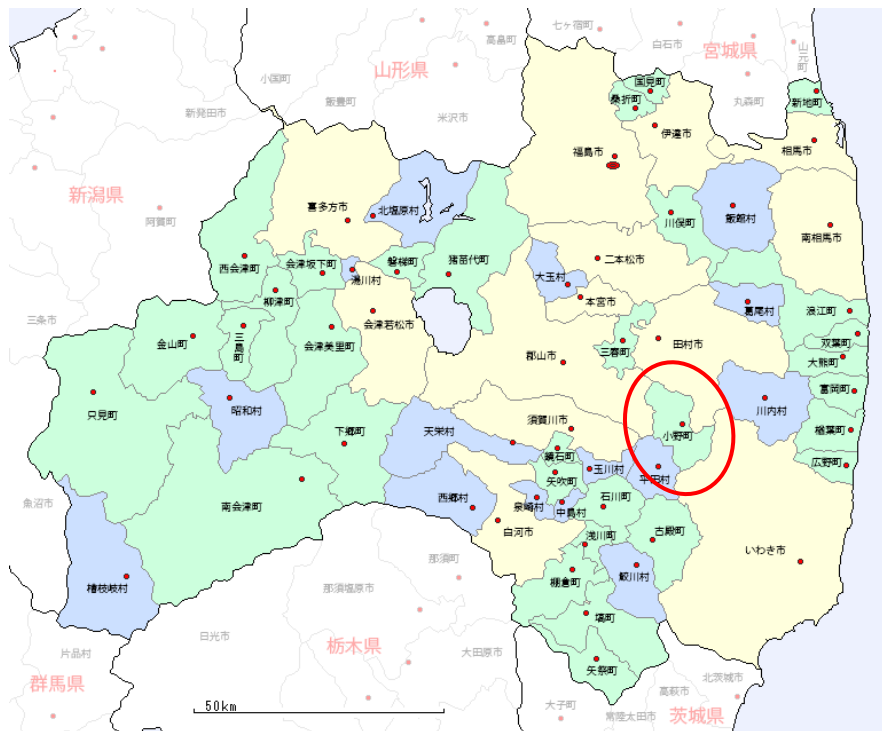 七ヶ宿町
白石市
宮城県
山元町
高畠町
山形県
小国町
飯豊町
米沢市
丸森町
新発田市
国見町
桑折町
新地町
伊達市
相馬市
福島市
新潟県
阿賀町
喜多方市
北塩原村
川俣町
飯舘村
南相馬市
西会津町
会津坂下町
湯川村
磐梯町
猪苗代町
二本松市
大玉村
本宮市
柳津町
葛尾村
浪江町
三条市
金山町
三島町
会津美里町
会津若松市
双葉町
田村市
三春町
郡山市
大熊町
富岡町
只見町
昭和村
川内村
下郷町
天栄村
須賀川市
小野町
楢葉町
鏡石町
玉川村
平田村
広野町
矢吹町
魚沼市
南会津町
西郷村
泉崎村
中島村
石川町
白河市
古殿町
浅川町
いわき市
那須町
檜枝岐村
那須塩原市
棚倉町
鮫川村
塙町
日光市
栃木県
片品村
大田原市
矢祭町
群馬県
北茨城市
高萩市
50km
大子町
常陸太田市
茨城県